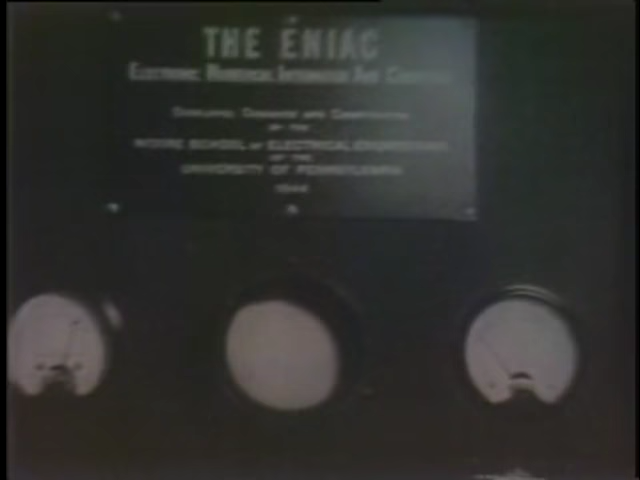 THE ENIAC
ELECTRONIC NUMERICAL INTEGRATOR AND COMPUTER
COMPLETELY DESIGNED AND CONSTRUCTED
BY THE
MOORE SCHOOL OF ELECTRICAL ENGINEERING
OF THE
UNIVERSITY OF PENNSYLVANIA